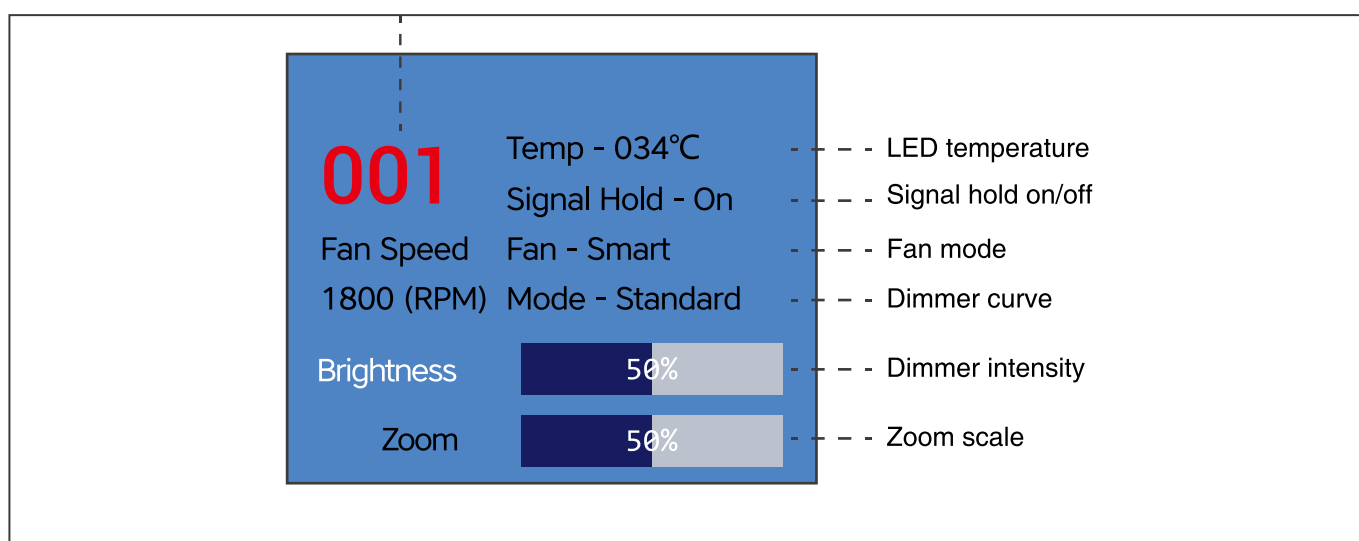 001
Temp - 034℃
Signal Hold - On
Fan Speed
Fan - Smart
1800 (RPM)
Mode - Standard
Brightness
50%
Zoom
50%
LED temperature
Signal hold on/off
Fan mode
Dimmer curve
Dimmer intensity
Zoom scale